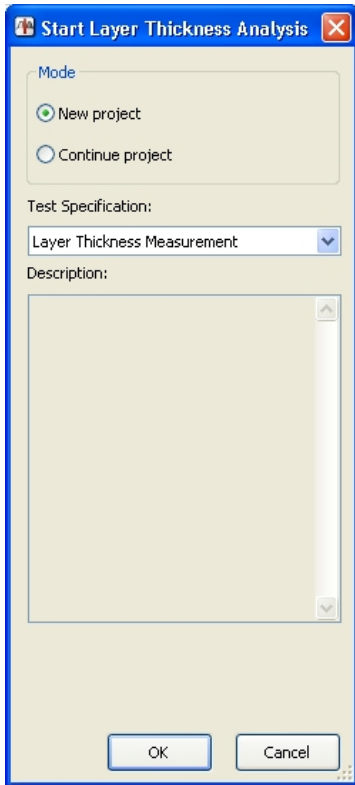 Start Layer Thickness Analysis
Mode
New project
Continue project
Test Specification:
Layer Thickness Measurement
Description:
OK
Cancel